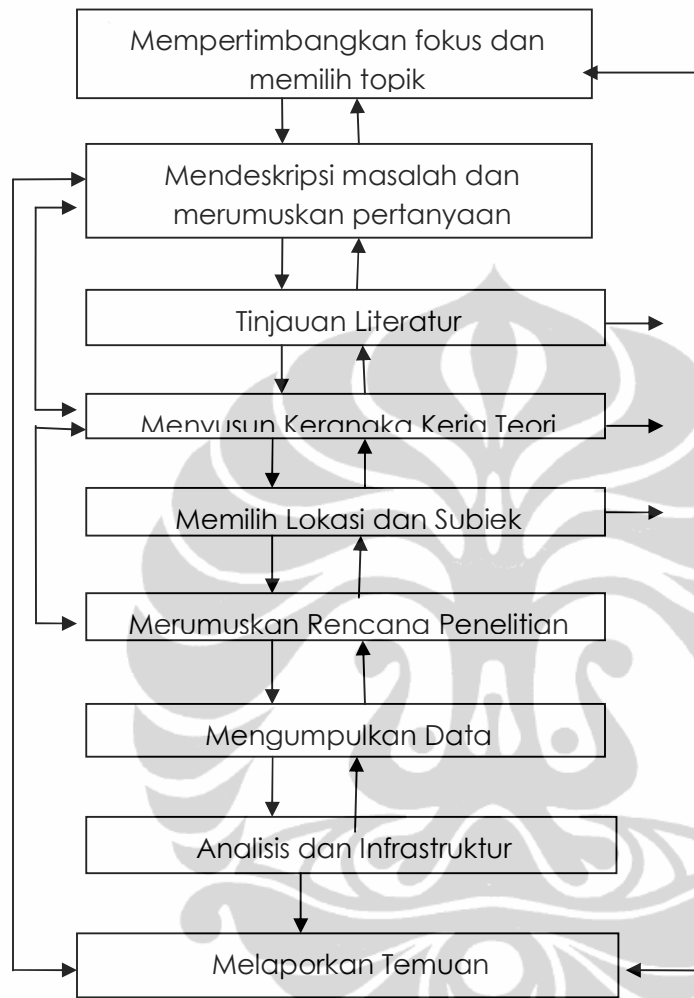 Mempertimbangkan fokus dan
memilih topik
Mendeskripsi masalah dan
merumuskan pertanyaan
Tinjauan Literatur
Menyusun Kerangka Kerja Teori
Memilih Lokasi dan Subjek
Merumuskan Rencana Penelitian
Mengumpulkan Data
Analisis dan Infrastruktur
Melaporkan Temuan